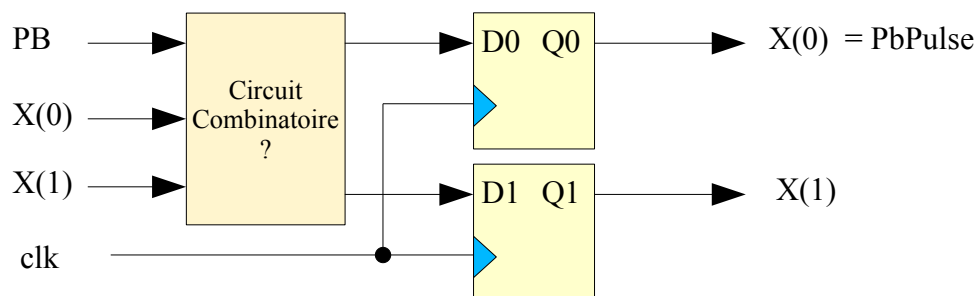 PB
X(0)
X(1)
clk
Circuit
Combinatoire
?
D0 Q0
D1 Q1
X(0) = PbPulse
X(1)